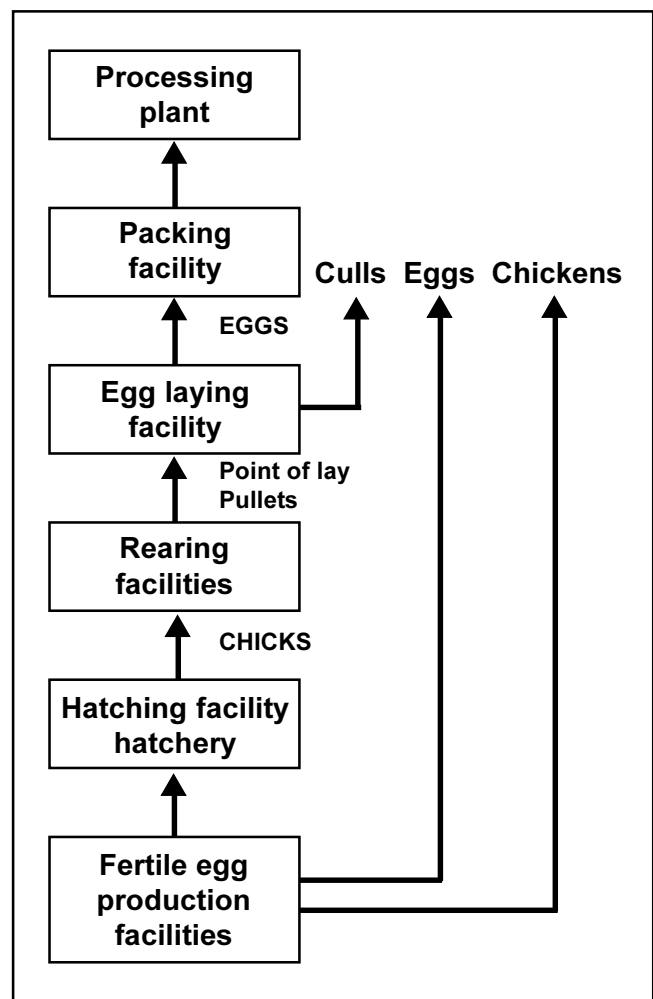 Processing
plant
Packing
facility
Culls Eggs Chickens
EGGS
Egg laying
facility
Point of lay
Pullets
Rearing
facilities
CHICKS
Hatching facility
hatchery
Fertile egg
production
facilities